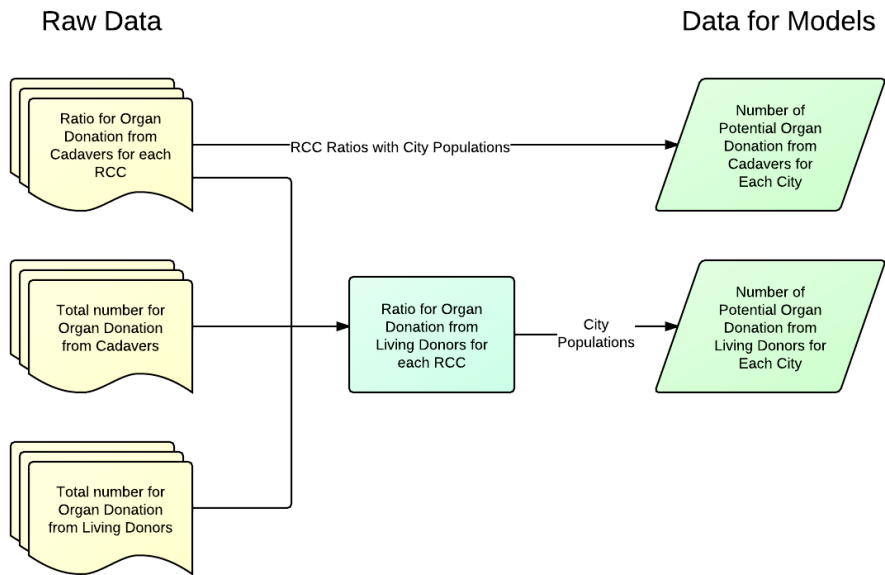 Raw Data
Data for Models
Ratio for Organ
Donation from
Cadavers for each
RCC
RCC Ratios with City Populations
Number of
Potential Organ
Donation from
Cadavers for
Each City
Total number for
Organ Donation
from Cadavers
Ratio for Organ
Donation from
Living Donors for
each RCC
City
Populations
Number of
Potential Organ
Donation from
Living Donors for
Each City
Total number for
Organ Donation
from Living Donors